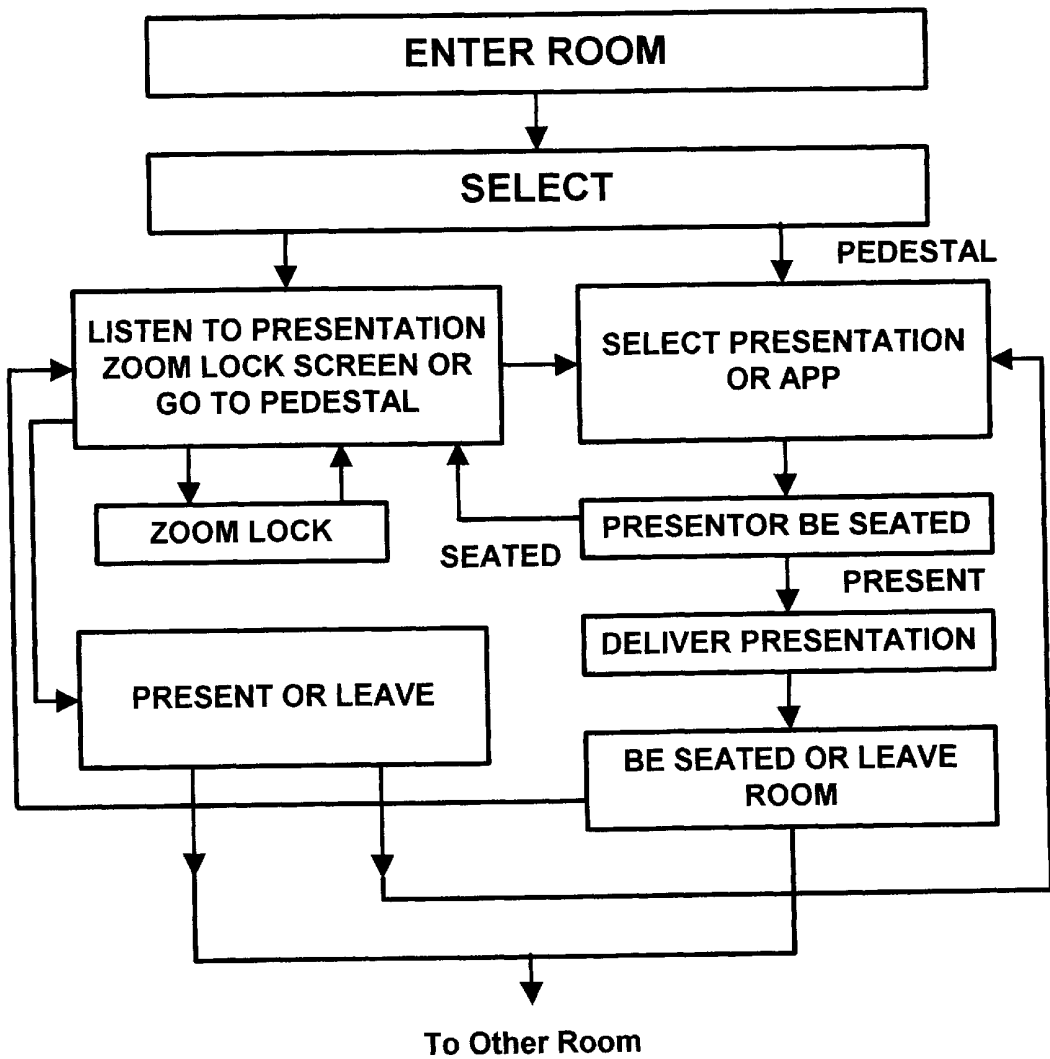 ENTER ROOM
SELECT
PEDESTAL
LISTEN TO PRESENTATION
ZOOM LOCK SCREEN OR
GO TO PEDESTAL
SELECT PRESENTATION
OR APP
ZOOM LOCK
SEATED
PRESENTOR BE SEATED
PRESENT
DELIVER PRESENTATION
PRESENT OR LEAVE
BE SEATED OR LEAVE
ROOM
To Other Room